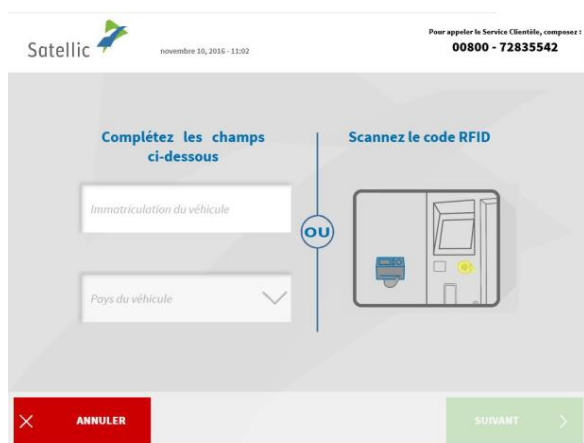 Satellic
novembre 10, 2016 - 11:02
Pour appeler le Service Clientèle, composez :
00800 - 72835542
Complétez les champs
ci-dessous
Immatriculation du véhicule
Pays du véhicule
OU
Scannez le code RFID
ANNULER
SUIVANT